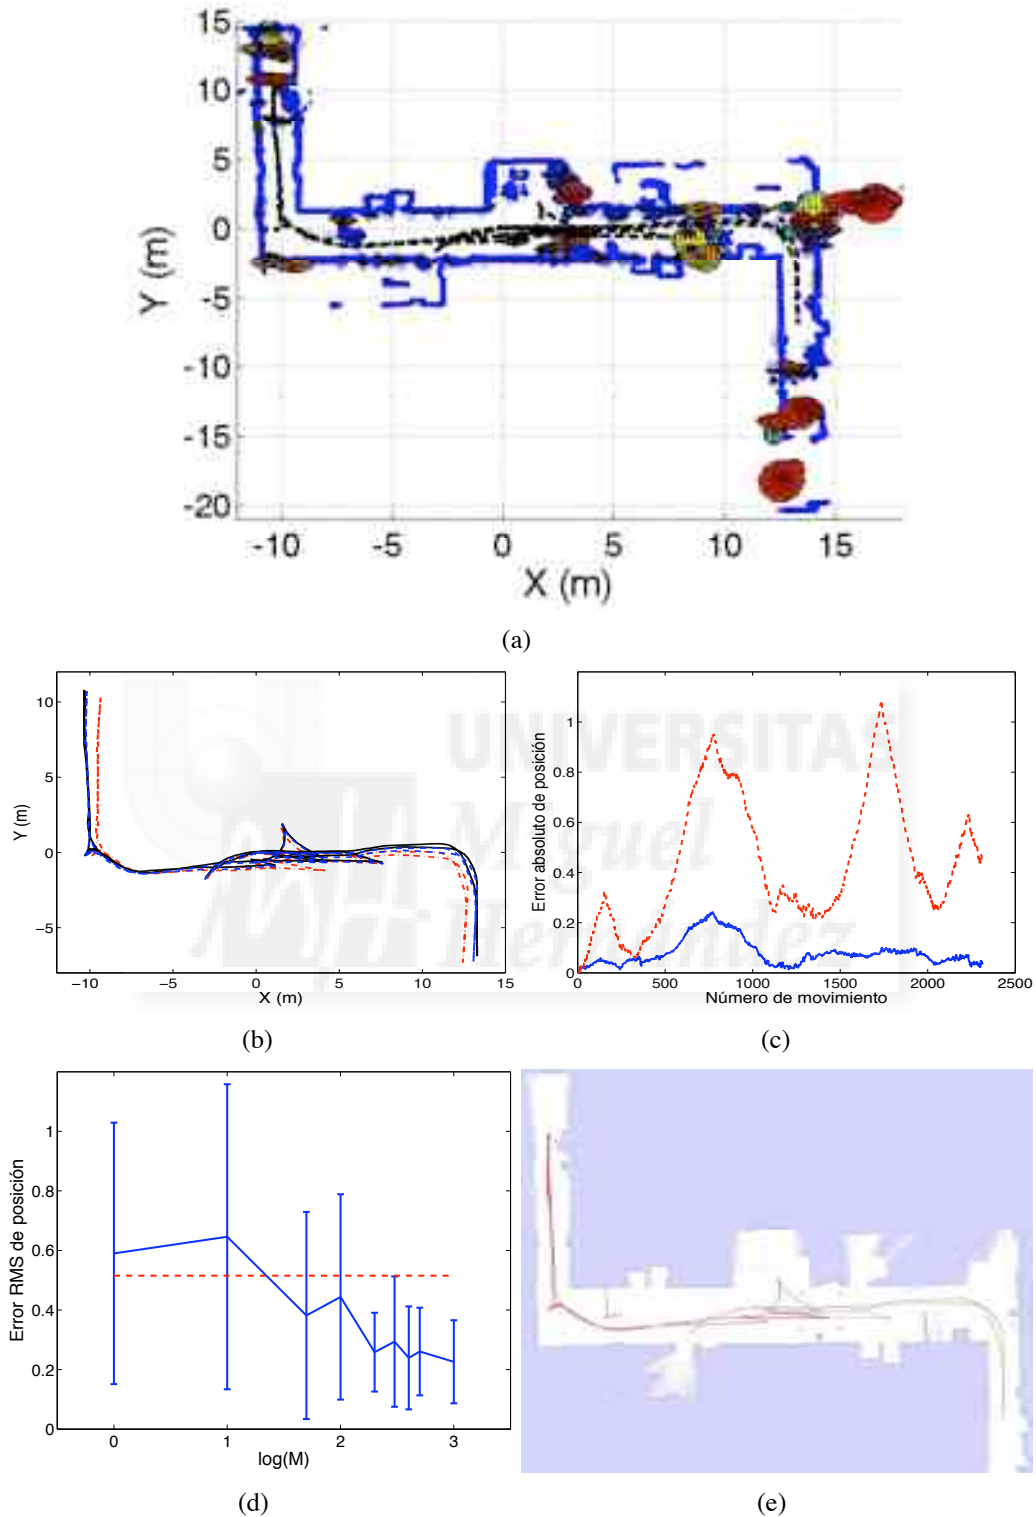 15
10
5
0
-5
-10
-15
-20
Y (m)
-10 -5 0 5 10 15
X (m)
(a)
10
5
0
−5
Y (m)
−10 −5 0 5 10 15
X (m)
(b)
1
0.8
0.6
0.4
0.2
0
Error absoluto de posición
0 500 1000 1500 2000 2500
Número de movimiento
(c)
UNIVERSITAS
Miguel
Hernández
1
0.8
0.6
0.4
0.2
0
Error RMS de posición
0 1 2 3
log(M)
(d)
(e)